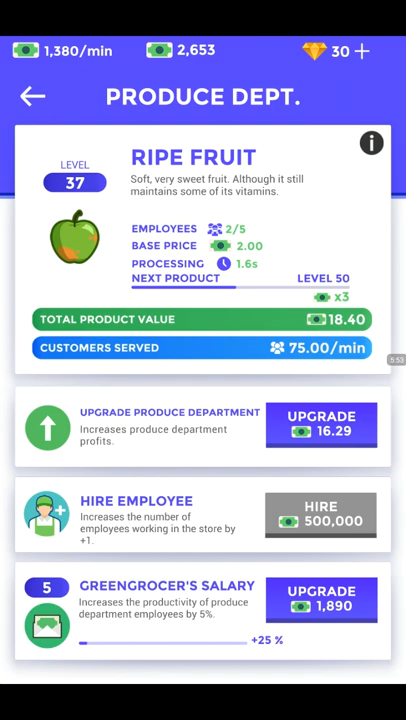 1,380/min
2,653
30 +
PRODUCE DEPT.
i
LEVEL
37
RIPE FRUIT
Soft, very sweet fruit. Although it still
maintains some of its vitamins.
EMPLOYEES 2/5
BASE PRICE 2.00
PROCESSING 1.6s
NEXT PRODUCT LEVEL 50
x3
TOTAL PRODUCT VALUE 18.40
CUSTOMERS SERVED 75.00/min
5:53
UPGRADE PRODUCE DEPARTMENT
Increases produce department
profits.
UPGRADE
16.29
HIRE EMPLOYEE
Increases the number of
employees working in the store by
+1.
HIRE
500,000
5
GREENGROCER'S SALARY
Increases the productivity of produce
department employees by 5%.
+25 %
UPGRADE
1,890